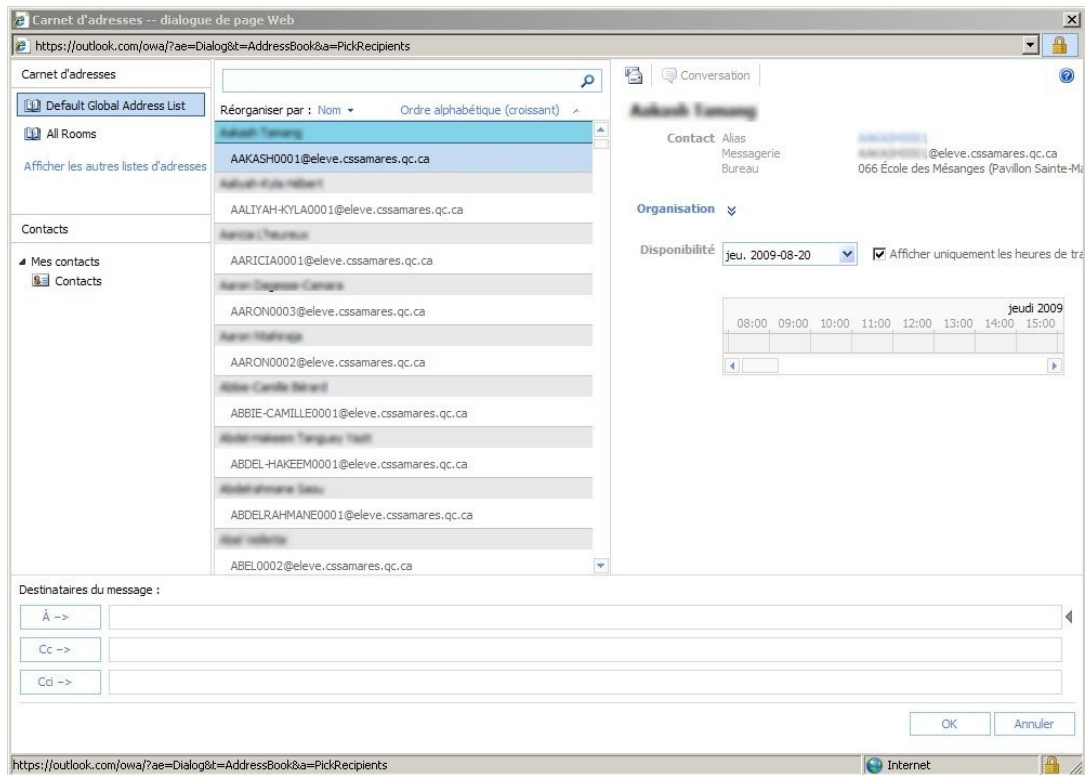 Carnet d'adresses -- dialogue de page Web
https://outlook.com/owa/?ae=Dialog&t=AddressBook&a=PickRecipients
Carnet d'adresses
Default Global Address List
All Rooms
Afficher les autres listes d'adresses
Contacts
Mes contacts
Contacts
Réorganiser par : Nom Ordre alphabétique (croissant)
AAKASH0001@eleve.cssamares.qc.ca
AALIYAH-KYLA0001@eleve.cssamares.qc.ca
AARICIA0001@eleve.cssamares.qc.ca
AARON0003@eleve.cssamares.qc.ca
AARON0002@eleve.cssamares.qc.ca
ABBIE-CAMILLE0001@eleve.cssamares.qc.ca
ABDEL-HAKEEM0001@eleve.cssamares.qc.ca
ABDELRAHMANE0001@eleve.cssamares.qc.ca
ABEL0002@eleve.cssamares.qc.ca
Conversation
Contact Alias
Messagerie @eleve.cssamares.qc.ca
Bureau 066 École des Mésanges (Pavillon Sainte-Ma
Organisation
Disponibilité jeu. 2009-08-20 Afficher uniquement les heures de tra
jeudi 2009
08:00 09:00 10:00 11:00 12:00 13:00 14:00 15:00
Destinataires du message :
À ->
Cc ->
Cci ->
OK Annuler
https://outlook.com/owa/?ae=Dialog&t=AddressBook&a=PickRecipients Internet